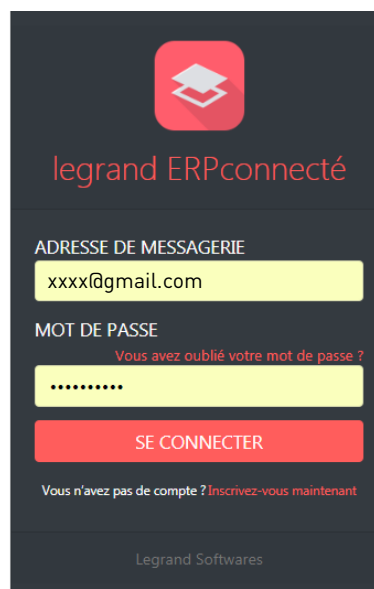 legrand ERPconnecté
ADRESSE DE MESSAGERIE
xxxx@gmail.com
MOT DE PASSE
Vous avez oublié votre mot de passe ?
••••••••••
SE CONNECTER
Vous n'avez pas de compte ? Inscrivez-vous maintenant
Legrand Softwares